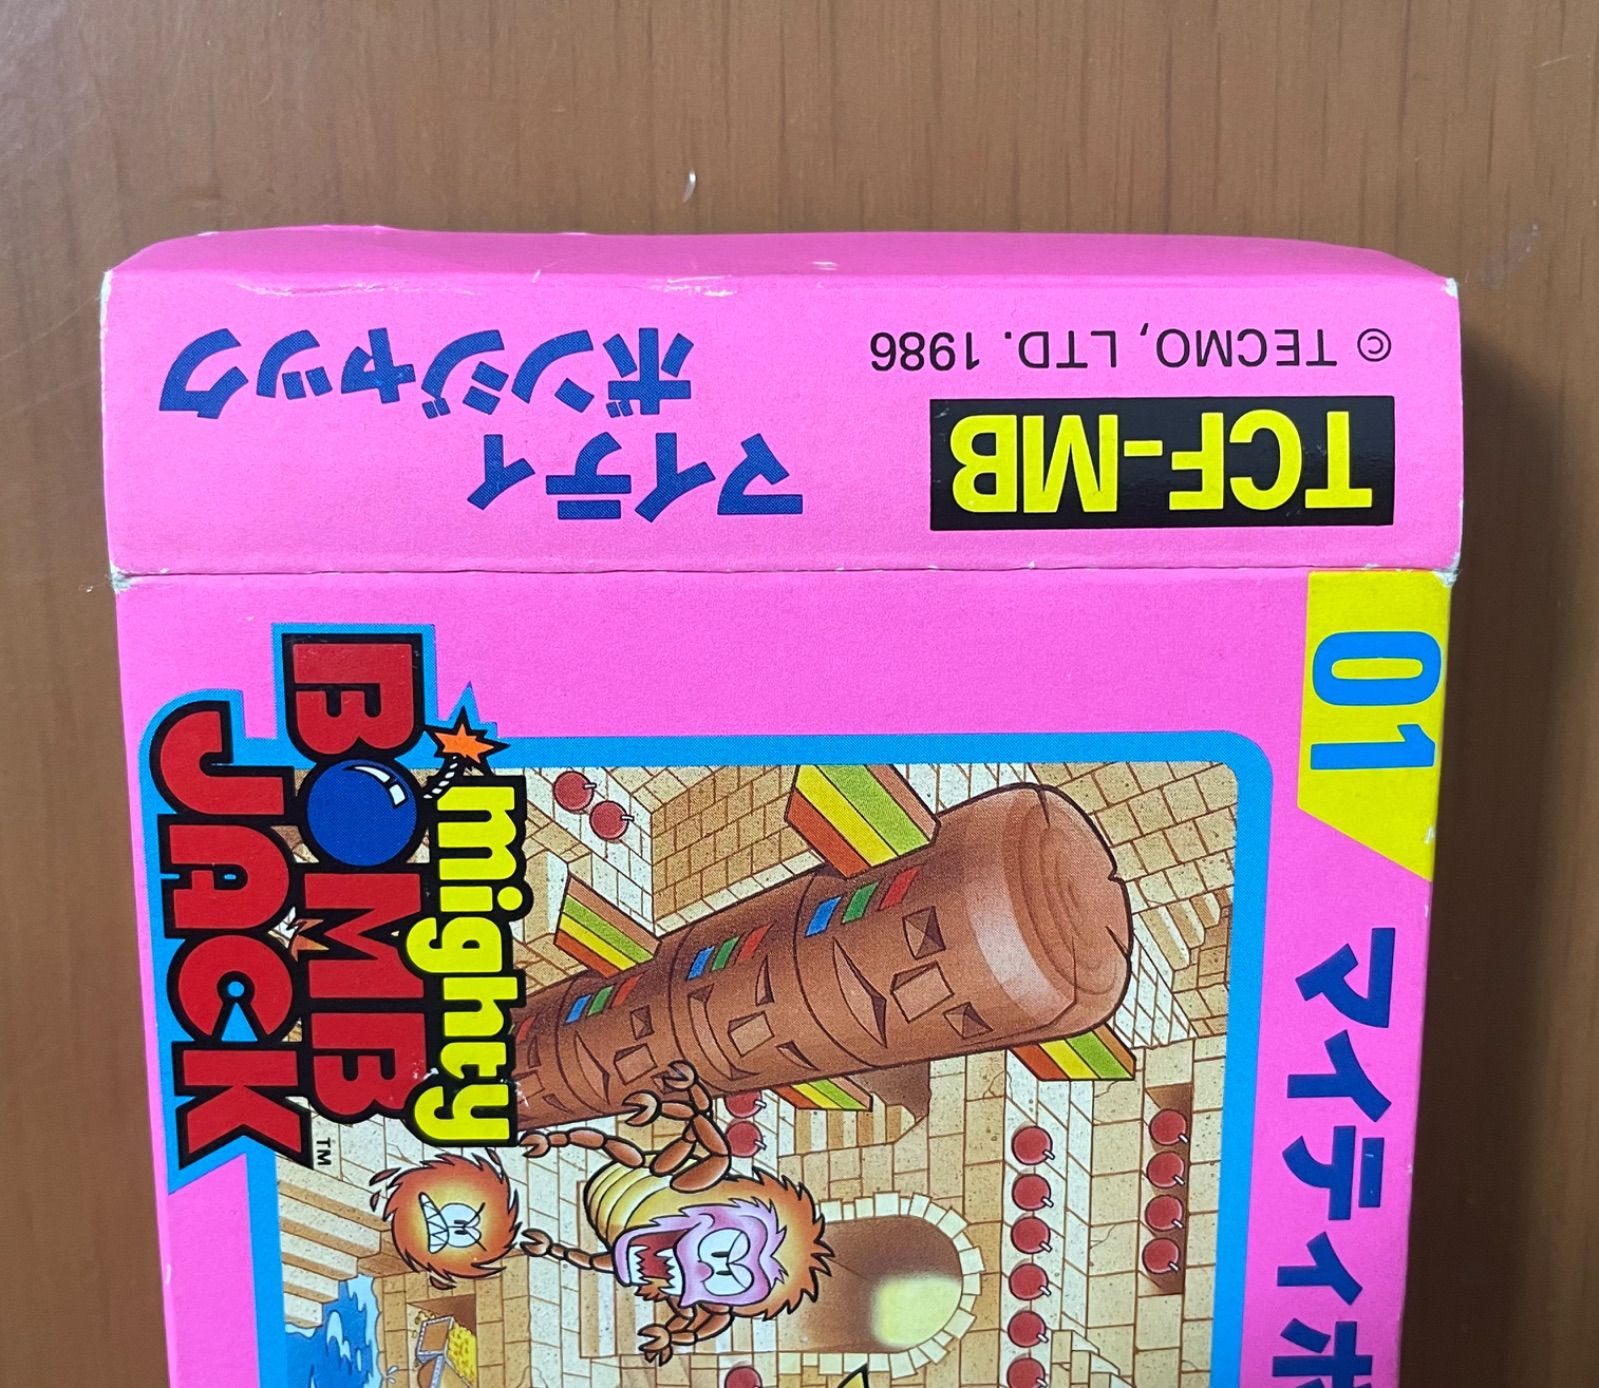 マイティ
ボンジャック
© TECMO, LTD. 1986
TCF-MB
01
マイティボ
mighty
BOMB
JACK
TM